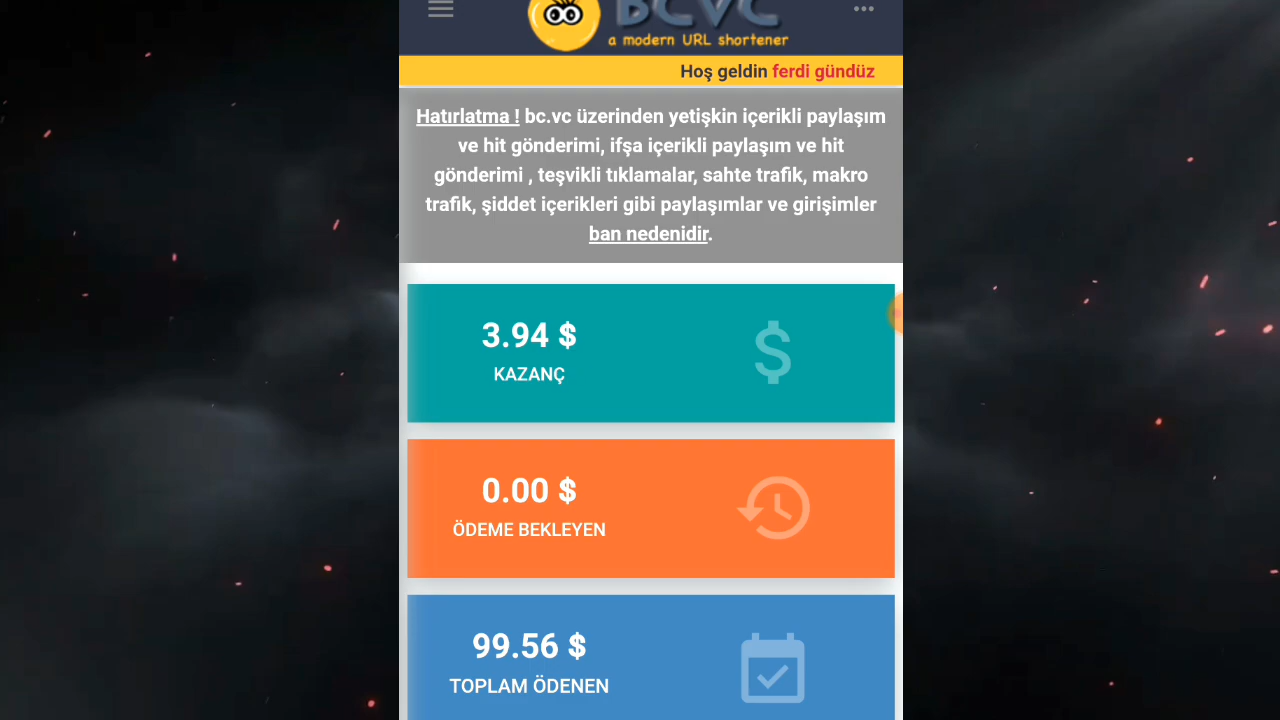 BCVC
a modern URL shortener
Hoş geldin ferdi gündüz
Hatırlatma ! bc.vc üzerinden yetişkin içerikli paylaşım
ve hit gönderimi, ifşa içerikli paylaşım ve hit
gönderimi , teşvikli tıklamalar, sahte trafik, makro
trafik, şiddet içerikleri gibi paylaşımlar ve girişimler
ban nedenidir.
3.94 $
KAZANÇ
0.00 $
ÖDEME BEKLEYEN
99.56 $
TOPLAM ÖDENEN